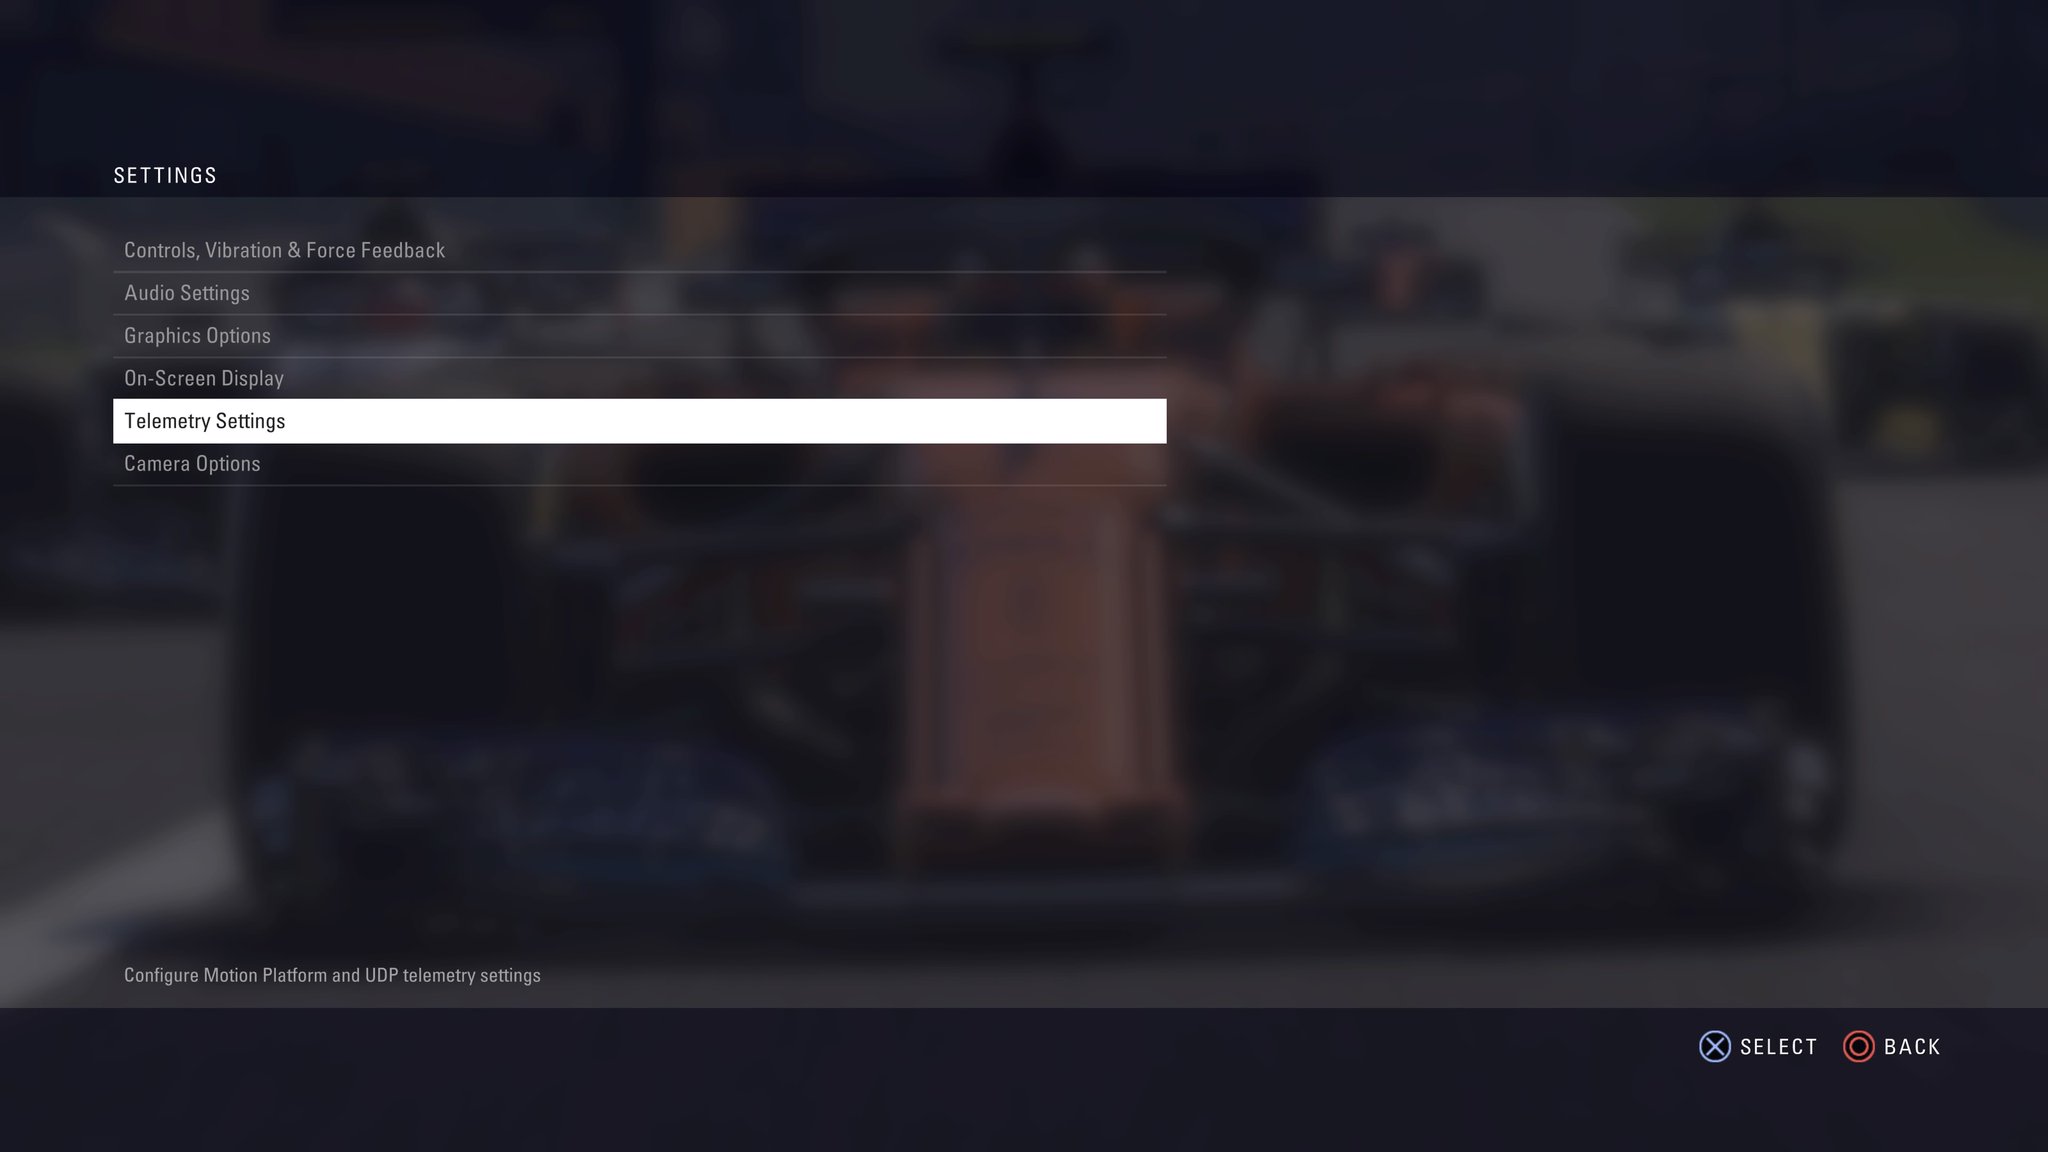 SETTINGS
Controls, Vibration & Force Feedback
Audio Settings
Graphics Options
On-Screen Display
Telemetry Settings
Camera Options
Configure Motion Platform and UDP telemetry settings
SELECT BACK